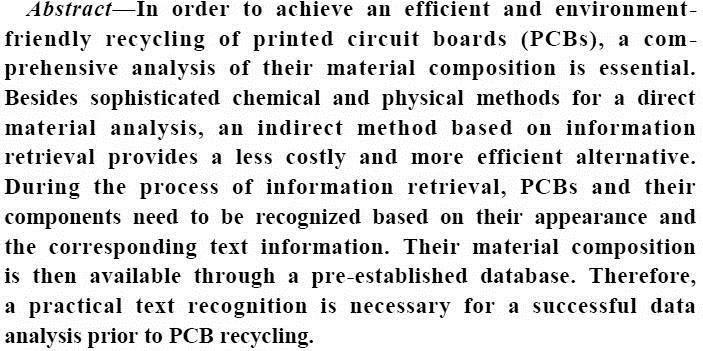 Abstract—In order to achieve an efficient and environment-
friendly recycling of printed circuit boards (PCBs), a com-
prehensive analysis of their material composition is essential.
Besides sophisticated chemical and physical methods for a direct
material analysis, an indirect method based on information
retrieval provides a less costly and more efficient alternative.
During the process of information retrieval, PCBs and their
components need to be recognized based on their appearance and
the corresponding text information. Their material composition
is then available through a pre-established database. Therefore,
a practical text recognition is necessary for a successful data
analysis prior to PCB recycling.